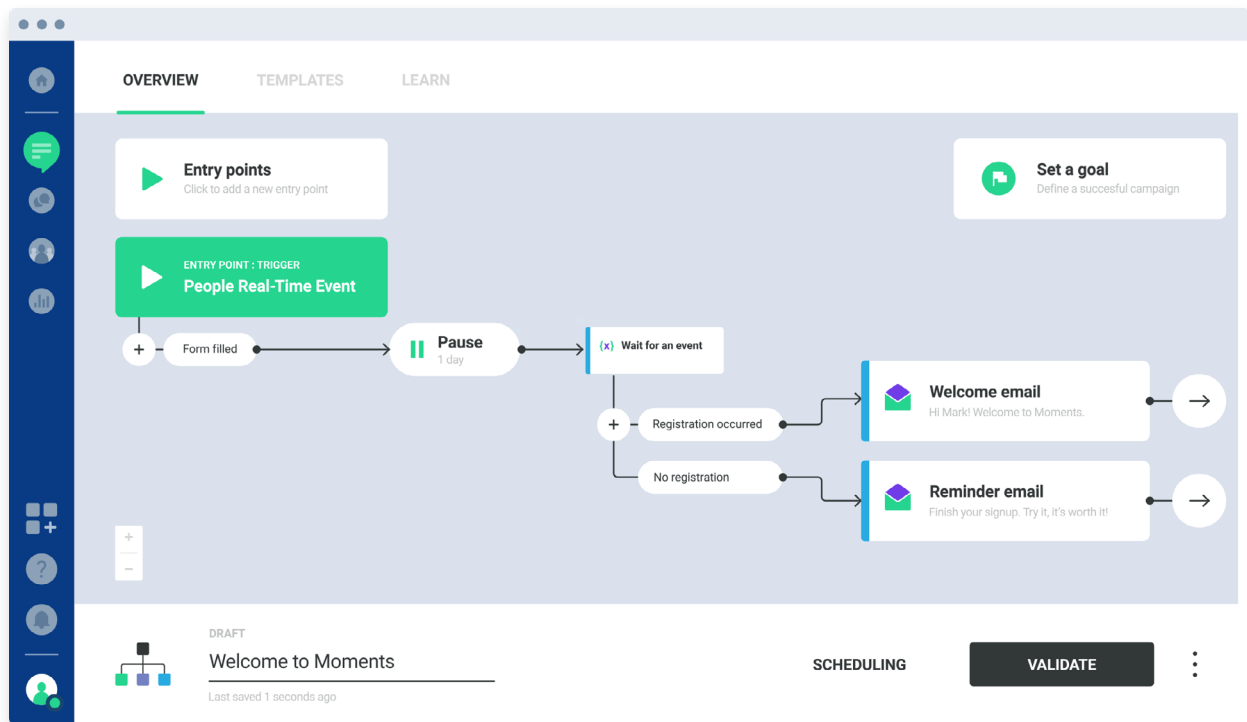 OVERVIEW
TEMPLATES
LEARN
Entry points
Click to add a new entry point
Set a goal
Define a succesful campaign
ENTRY POINT : TRIGGER
People Real-Time Event
Form filled
Pause
1 day
{x} Wait for an event
Registration occurred
No registration
Welcome email
Hi Mark! Welcome to Moments.
Reminder email
Finish your signup. Try it, it's worth it!
DRAFT
Welcome to Moments
Last saved 1 seconds ago
SCHEDULING
VALIDATE